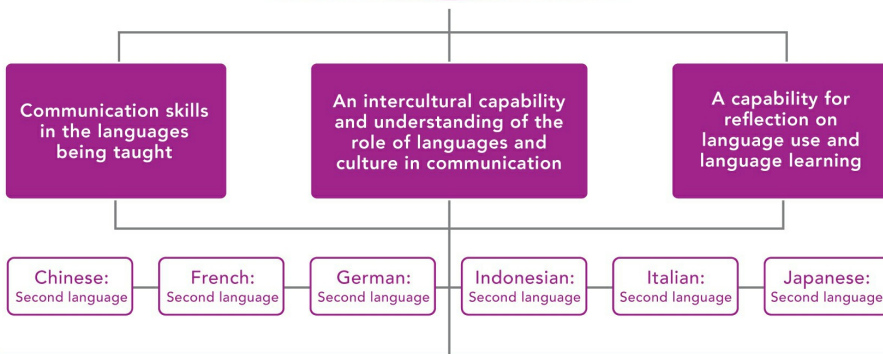 Communication skills
in the languages
being taught
An intercultural capability
and understanding of the
role of languages and
culture in communication
A capability for
reflection on
language use and
language learning
Chinese:
Second language
French:
Second language
German:
Second language
Indonesian:
Second language
Italian:
Second language
Japanese:
Second language